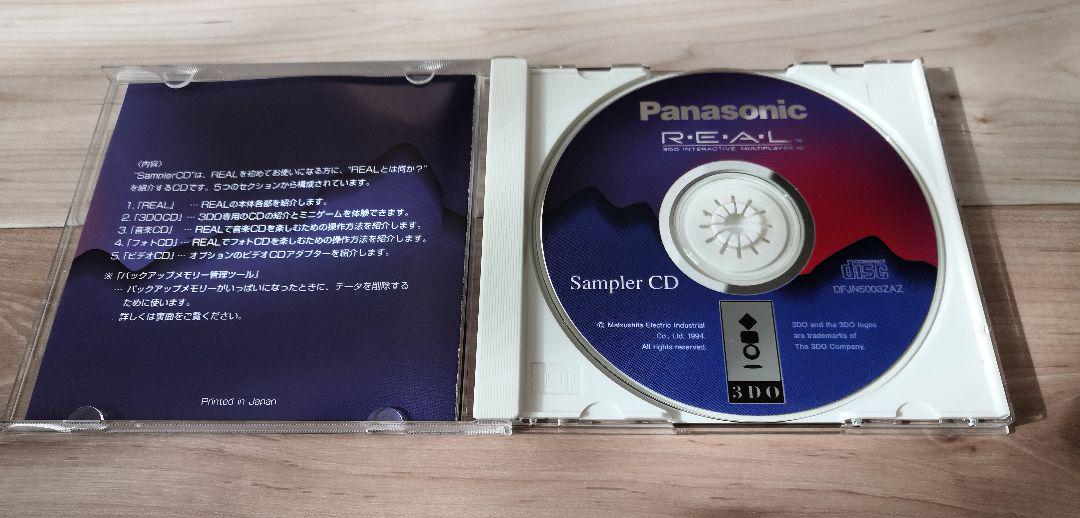 〈内容〉
"SamplerCD"は、REALを初めてお使いになる方に、"REALとは何か？"
を紹介するCDです。5つのセクションから構成されています。
1.「REAL」 … REALの本体各部を紹介します。
2.「3DOCD」… 3DO専用のCDの紹介とミニゲームを体験できます。
3.「音楽CD」… REALで音楽CDを楽しむための操作方法を紹介します。
4.「フォトCD」… REALでフォトCDを楽しむための操作方法を紹介します。
5.「ビデオCD」… オプションのビデオCDアダプターを紹介します。
※「バックアップメモリー管理ツール」
… バックアップメモリーがいっぱいになったときに、データを削除する
ために使います。
詳しくは裏面をご覧ください。
Printed in Japan
Panasonic
R·E·A·L™
3DO INTERACTIVE MULTIPLAYER
Sampler CD
COMPACT
disc
DFJN5003ZAZ
© Matsushita Electric Industrial
Co., Ltd. 1994.
All rights reserved.
3DO and the 3DO logos
are trademarks of
The 3DO Company.
3DO